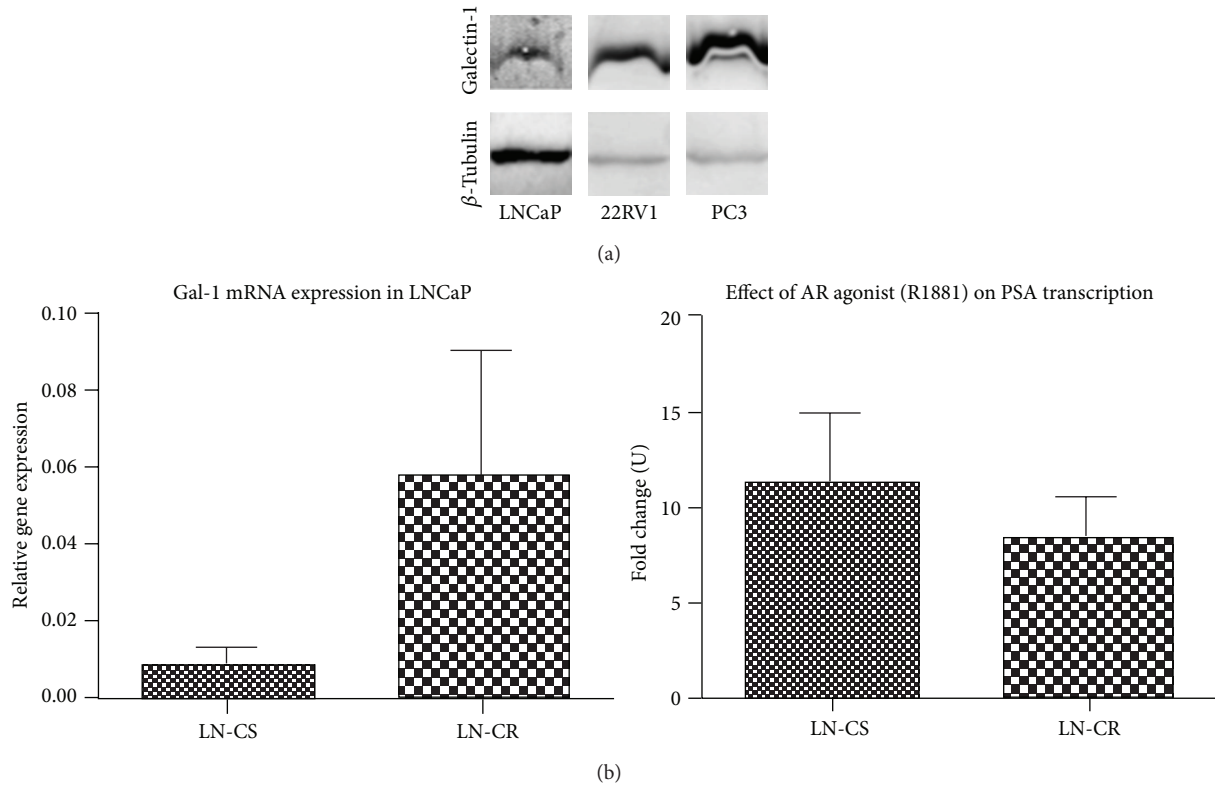 Galectin-1
β-Tubulin
LNCaP 22RV1 PC3
(a)
Gal-1 mRNA expression in LNCaP
0.10
0.08
0.06
0.04
0.02
0.00
Relative gene expression
LN-CS LN-CR
Effect of AR agonist (R1881) on PSA transcription
20
15
10
5
0
Fold change (U)
LN-CS LN-CR
(b)